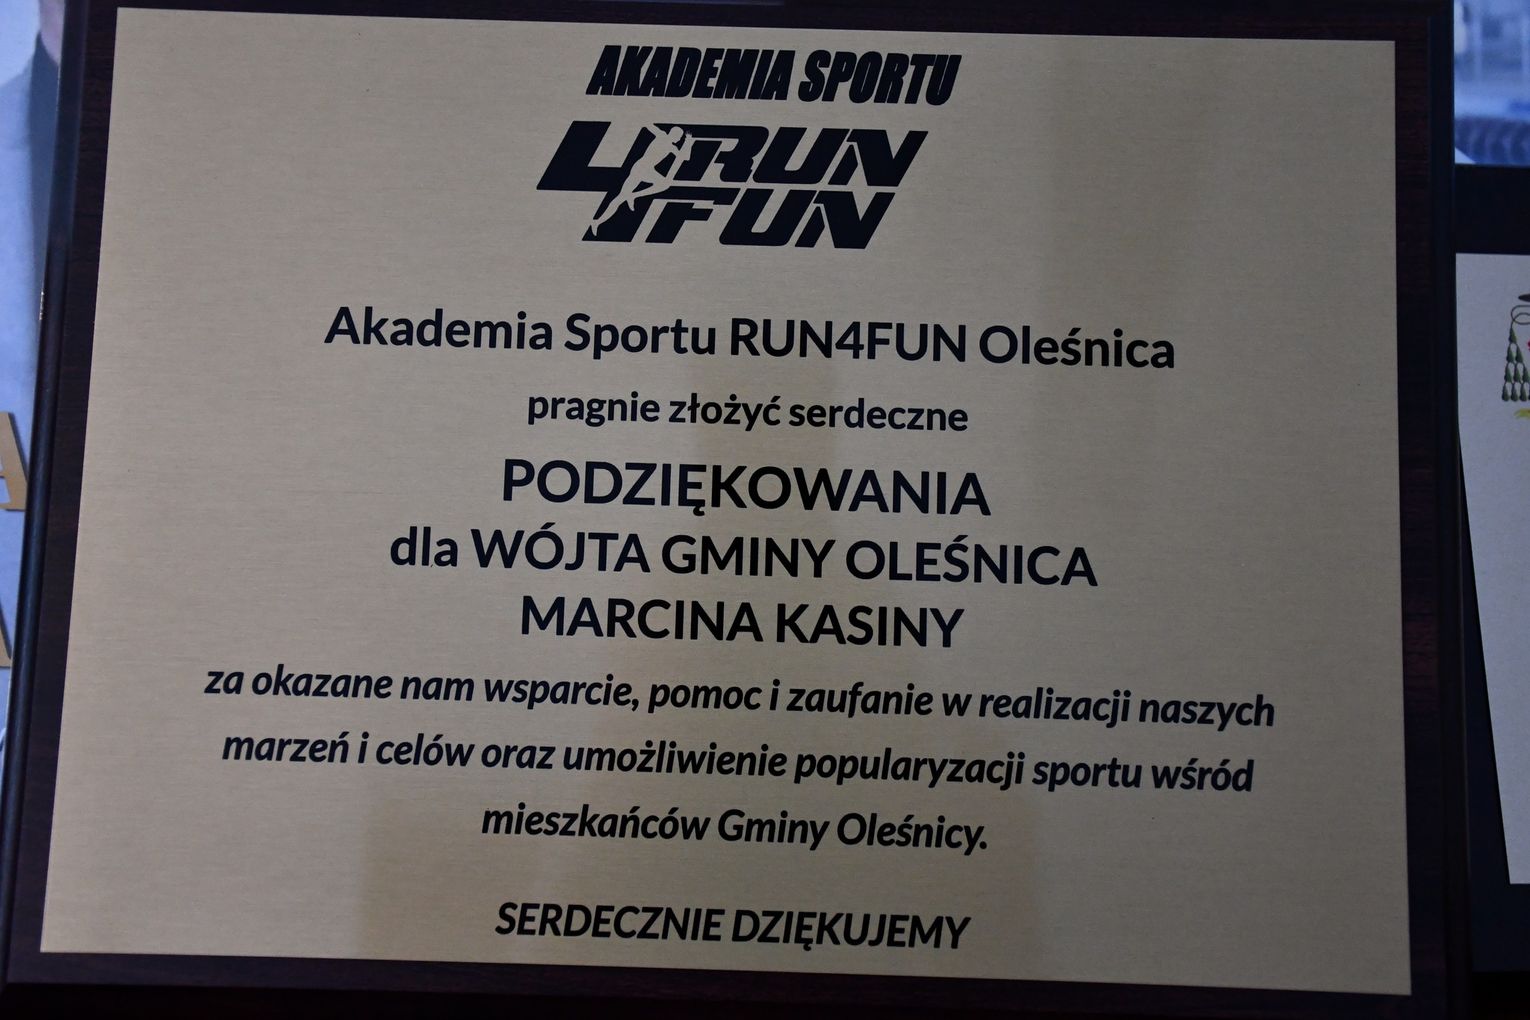 AKADEMIA SPORTU
4RUN
FUN
Akademia Sportu RUN4FUN Oleśnica
pragnie złożyć serdeczne
PODZIĘKOWANIA
dla WÓJTA GMINY OLEŚNICA
MARCINA KASINY
za okazane nam wsparcie, pomoc i zaufanie w realizacji naszych
marzeń i celów oraz umożliwienie popularyzacji sportu wśród
mieszkańców Gminy Oleśnicy.
SERDECZNIE DZIĘKUJEMY